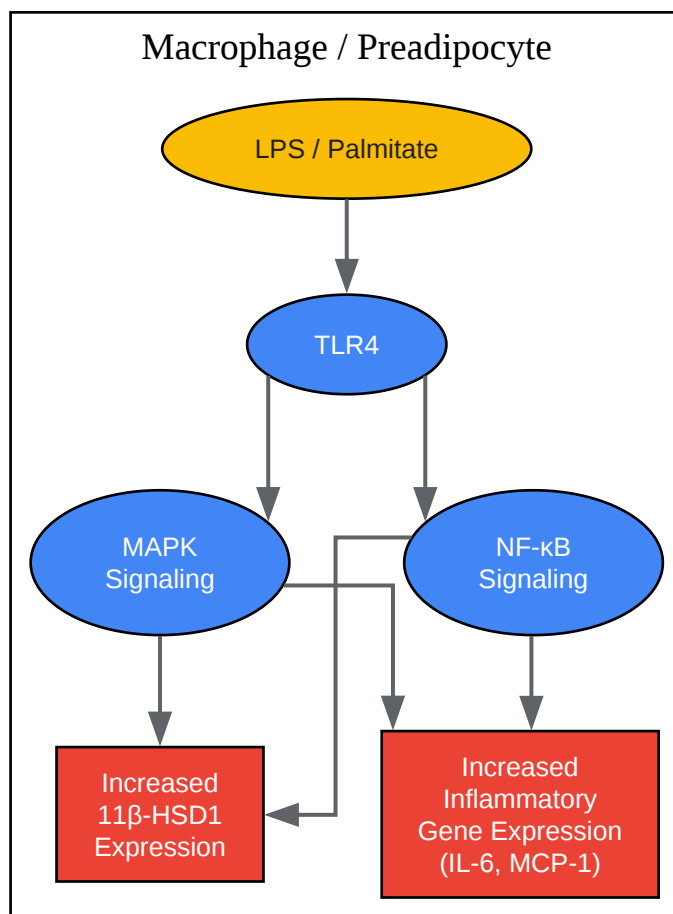 Macrophage / Preadipocyte
LPS / Palmitate
TLR4
MAPK
Signaling
NF-κB
Signaling
Increased
11β-HSD1
Expression
Increased
Inflammatory
Gene Expression
(IL-6, MCP-1)